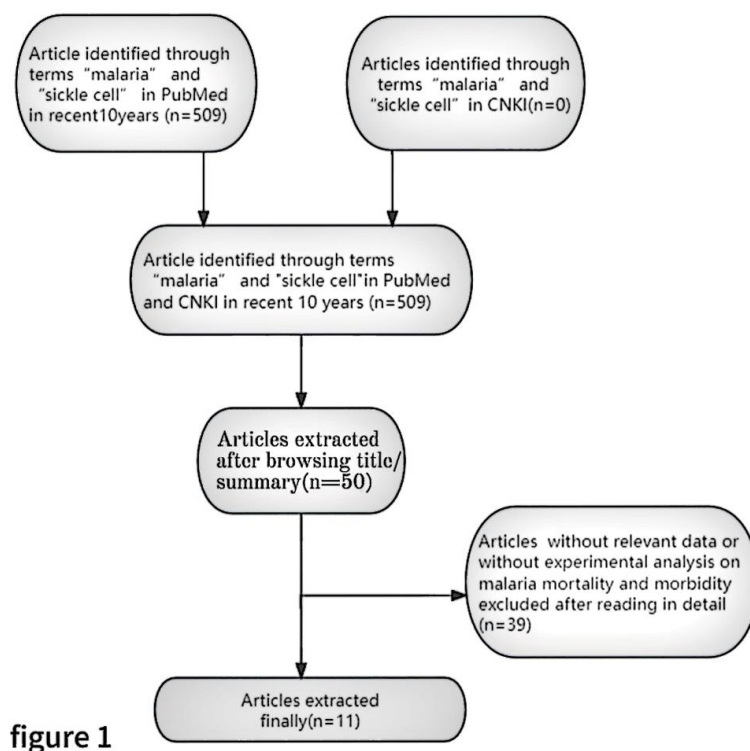 Article identified through
terms “malaria” and
“sickle cell” in PubMed
in recent10years (n=509)
Articles identified through
terms “malaria” and
“sickle cell” in CNKI(n=0)
Article identified through terms
“malaria” and "sickle cell"in PubMed
and CNKI in recent 10 years (n=509)
Articles extracted
after browsing title/
summary(n=50)
Articles without relevant data or
without experimental analysis on
malaria mortality and morbidity
excluded after reading in detail
(n=39)
Articles extracted
finally(n=11)
figure 1